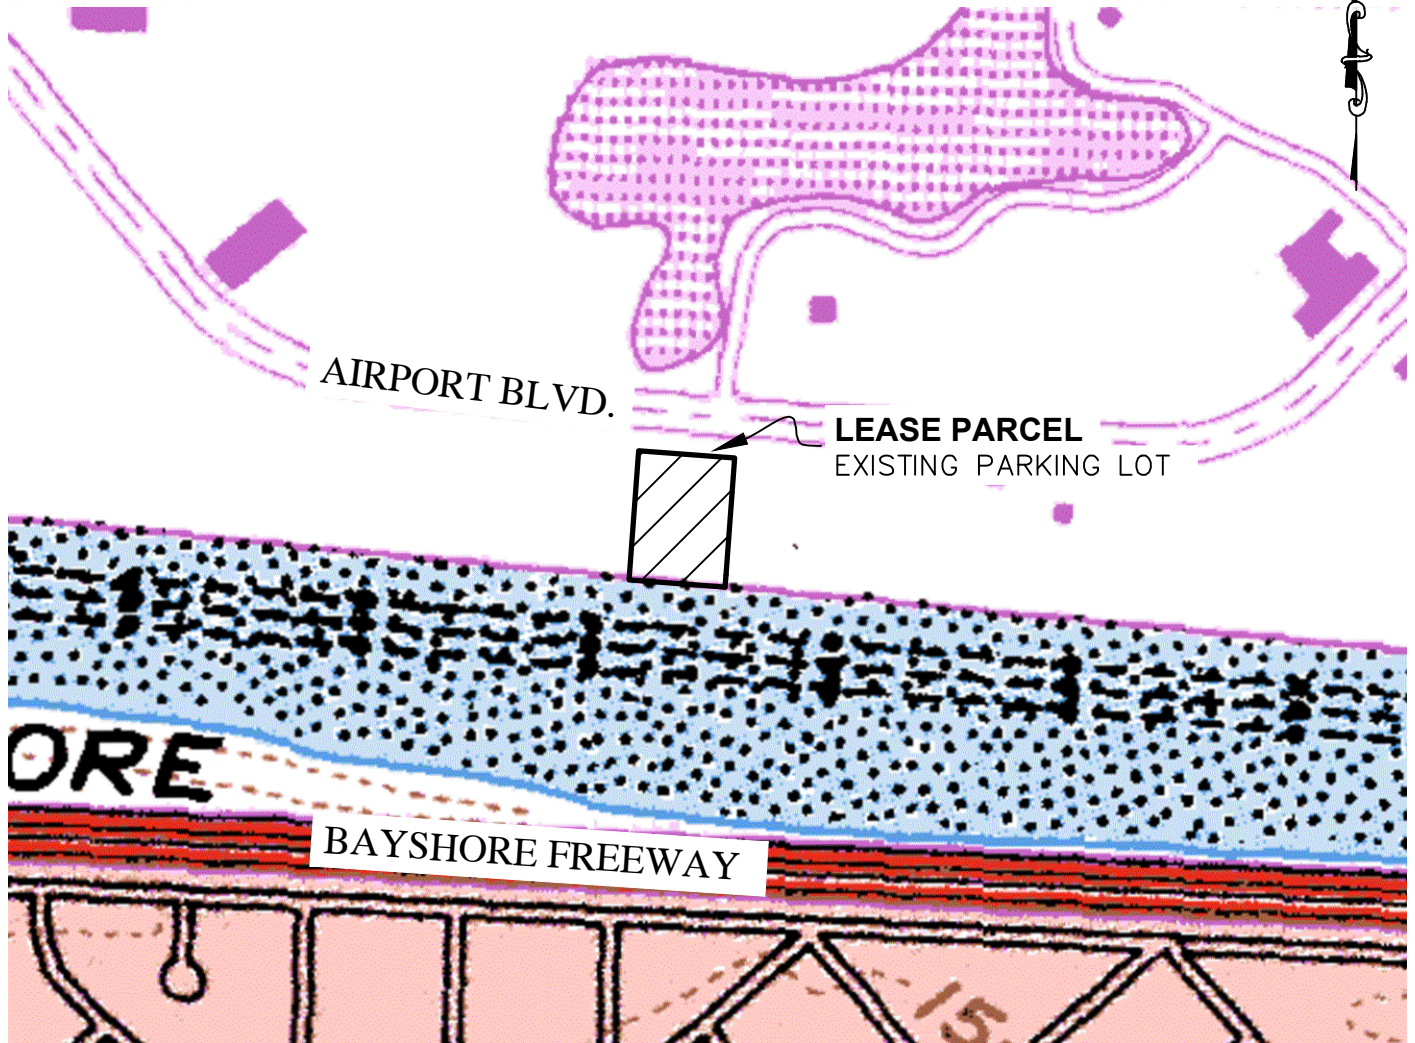 AIRPORT BLVD.
LEASE PARCEL
EXISTING PARKING LOT
ORE
BAYSHORE FREEWAY
15